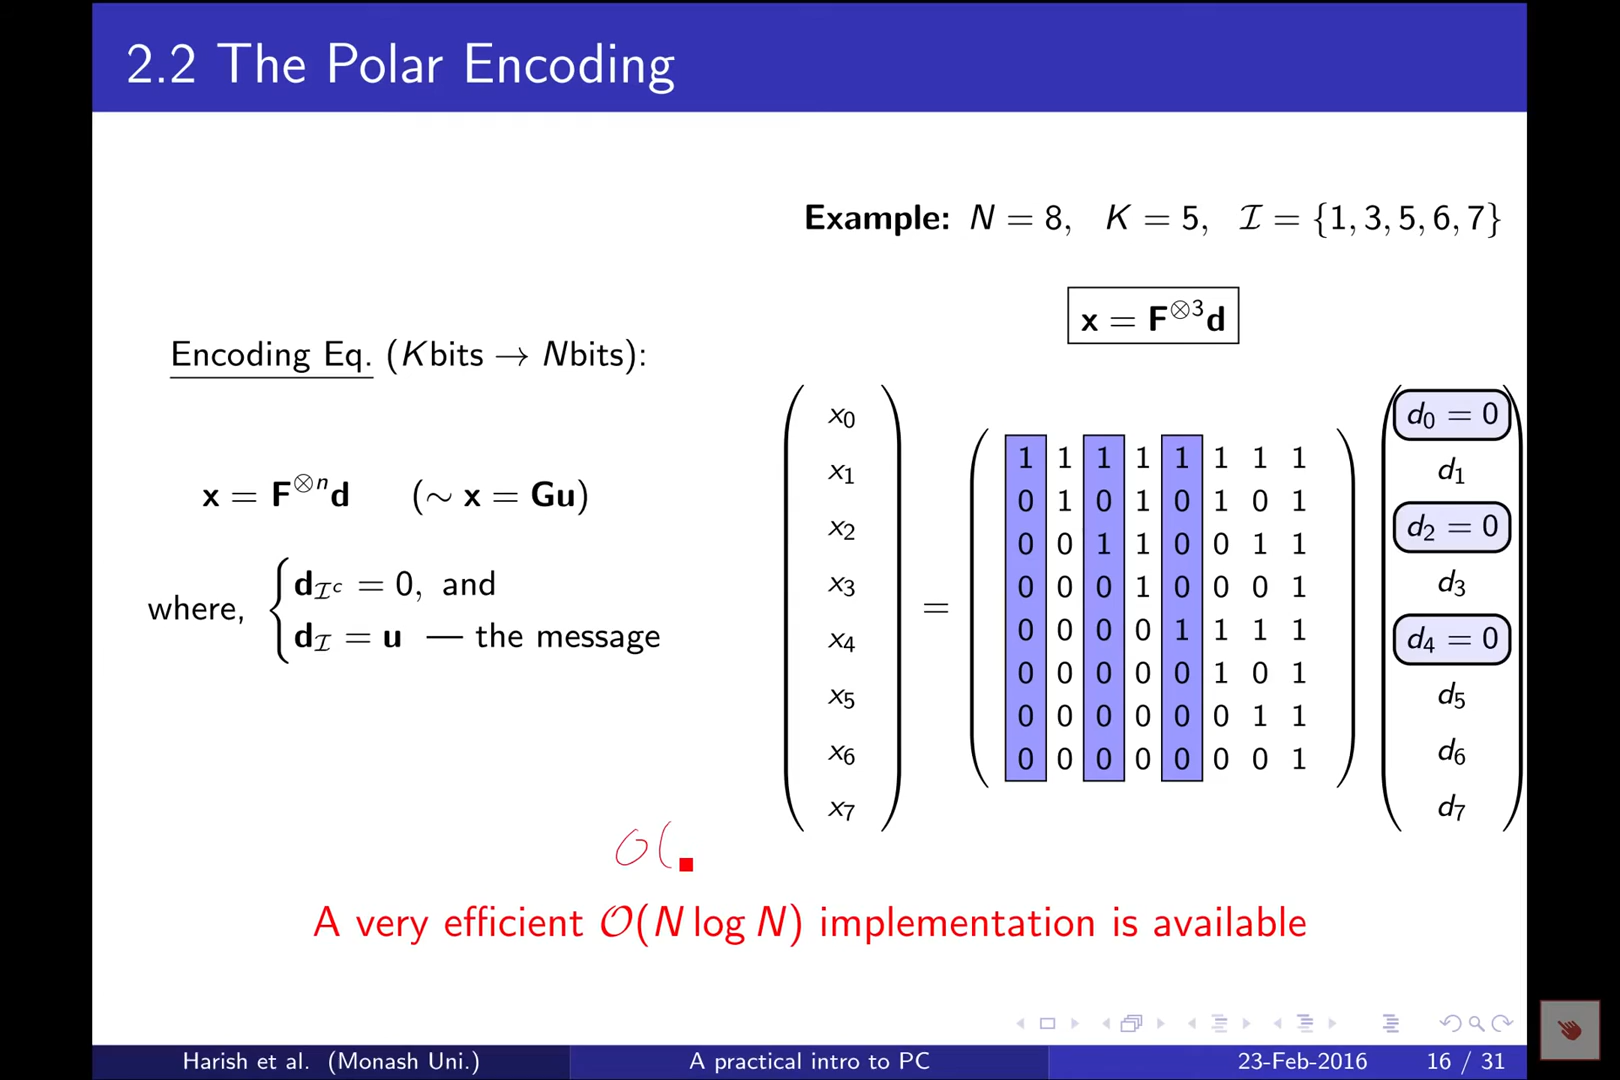 2.2 The Polar Encoding
Example: N = 8, K = 5, ℐ = {1, 3, 5, 6, 7}
x = F⊗3d
Encoding Eq. (Kbits → Nbits):
x = F⊗nd (∼ x = Gu)
where, { dℐc = 0, and
dℐ = u — the message
x0
x1
x2
x3
x4
x5
x6
x7
=
1 1 1 1 1 1 1 1
0 1 0 1 0 1 0 1
0 0 1 1 0 0 1 1
0 0 0 1 0 0 0 1
0 0 0 0 1 1 1 1
0 0 0 0 0 1 0 1
0 0 0 0 0 0 1 1
0 0 0 0 0 0 0 1
d0 = 0
d1
d2 = 0
d3
d4 = 0
d5
d6
d7
O(
A very efficient O(N log N) implementation is available
Harish et al. (Monash Uni.) A practical intro to PC 23-Feb-2016 16 / 31